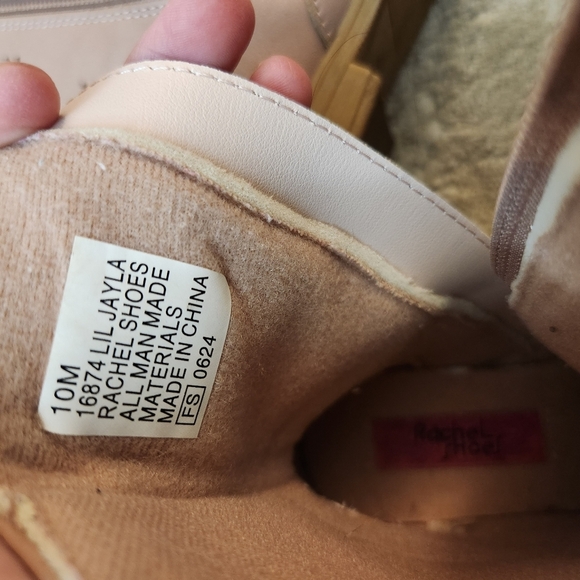 10M
16874 LIL JAYLA
RACHEL SHOES
ALL MAN MADE
MATERIALS
MADE IN CHINA
FS 0624
Rachel
Shoes